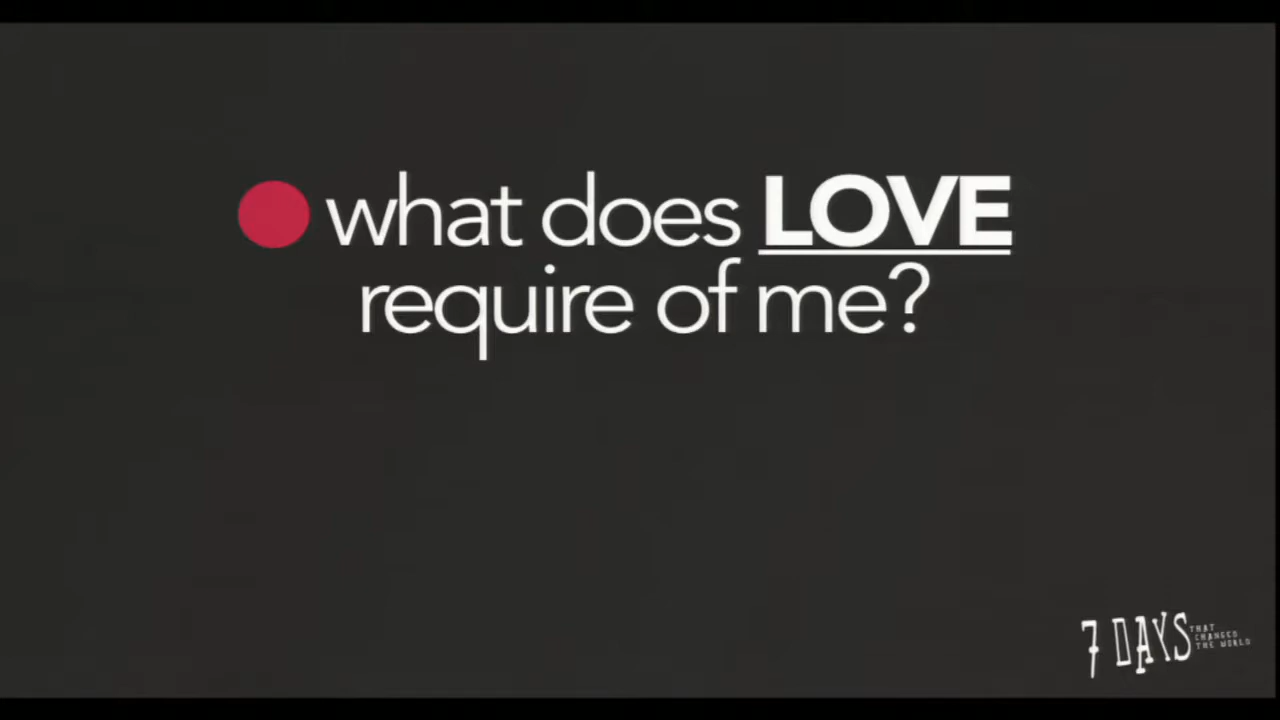 what does LOVE
require of me?
7 DAYS
THAT
CHANGED
THE WORLD